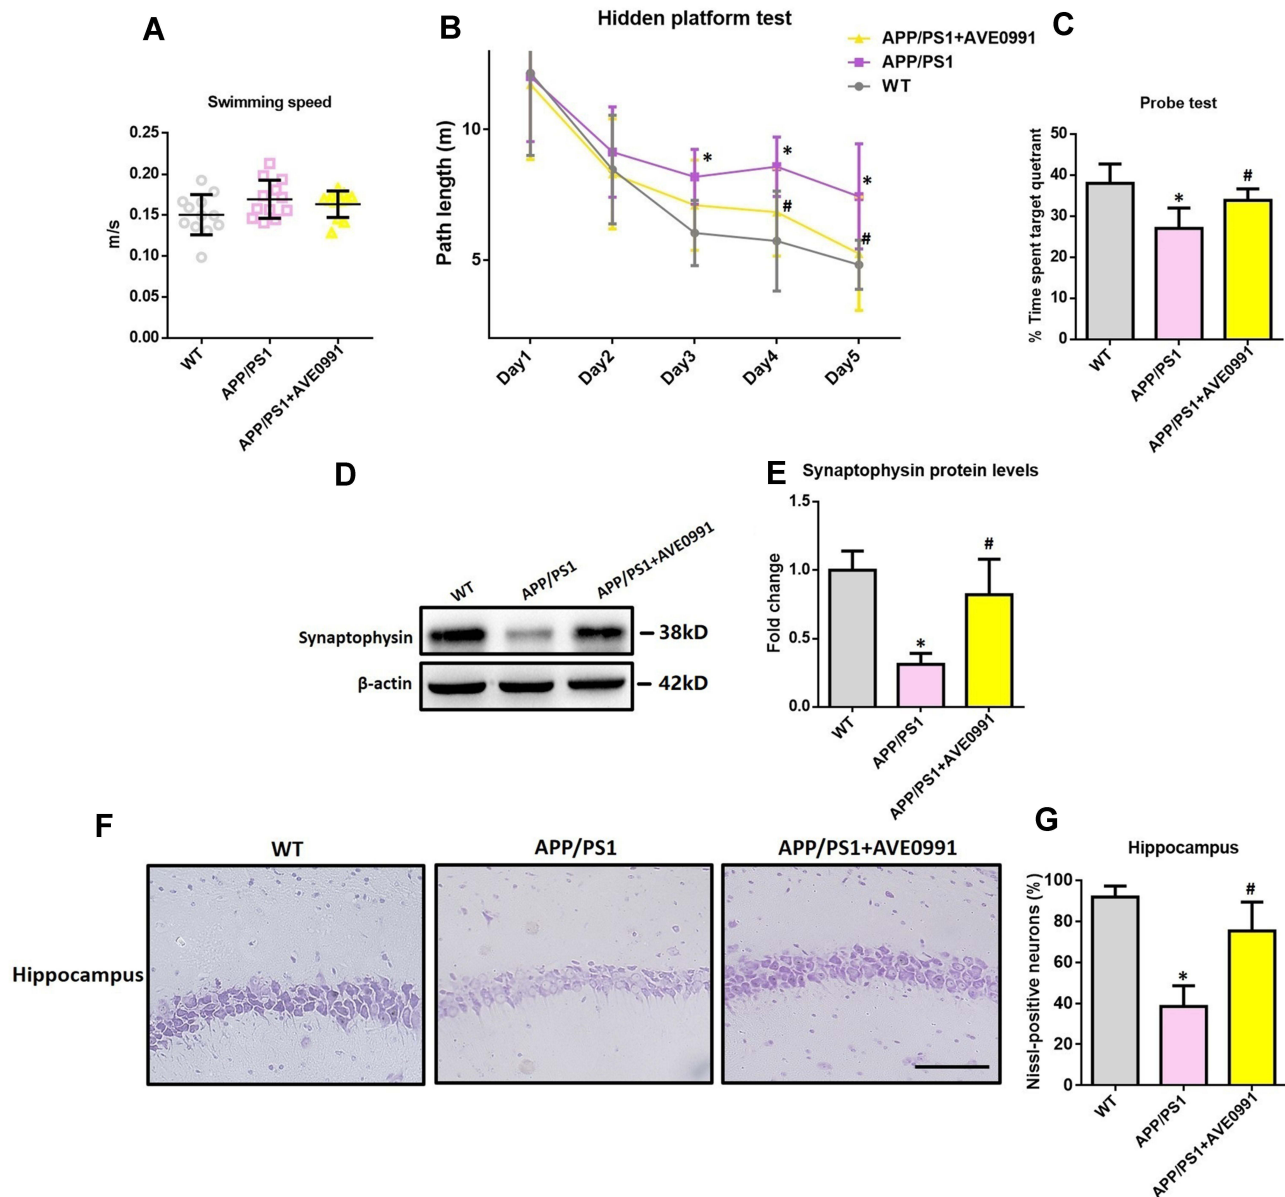 A
Swimming speed
m/s
0.25
0.20
0.15
0.10
0.05
0.00
WT
APP/PS1
APP/PS1+AVE0991
B
Hidden platform test
Path length (m)
10
5
Day1
Day2
Day3
Day4
Day5
APP/PS1+AVE0991
APP/PS1
WT
*
*
*
#
#
C
Probe test
% Time spent target quetrant
50
40
30
20
10
0
*
#
WT
APP/PS1
APP/PS1+AVE0991
D
WT
APP/PS1
APP/PS1+AVE0991
Synaptophysin
38kD
β-actin
42kD
E
Synaptophysin protein levels
Fold change
1.5
1.0
0.5
0.0
*
#
WT
APP/PS1
APP/PS1+AVE0991
F
WT
APP/PS1
APP/PS1+AVE0991
Hippocampus
G
Hippocampus
Nissl-positive neurons (%)
100
80
60
40
20
0
*
#
WT
APP/PS1
APP/PS1+AVE0991